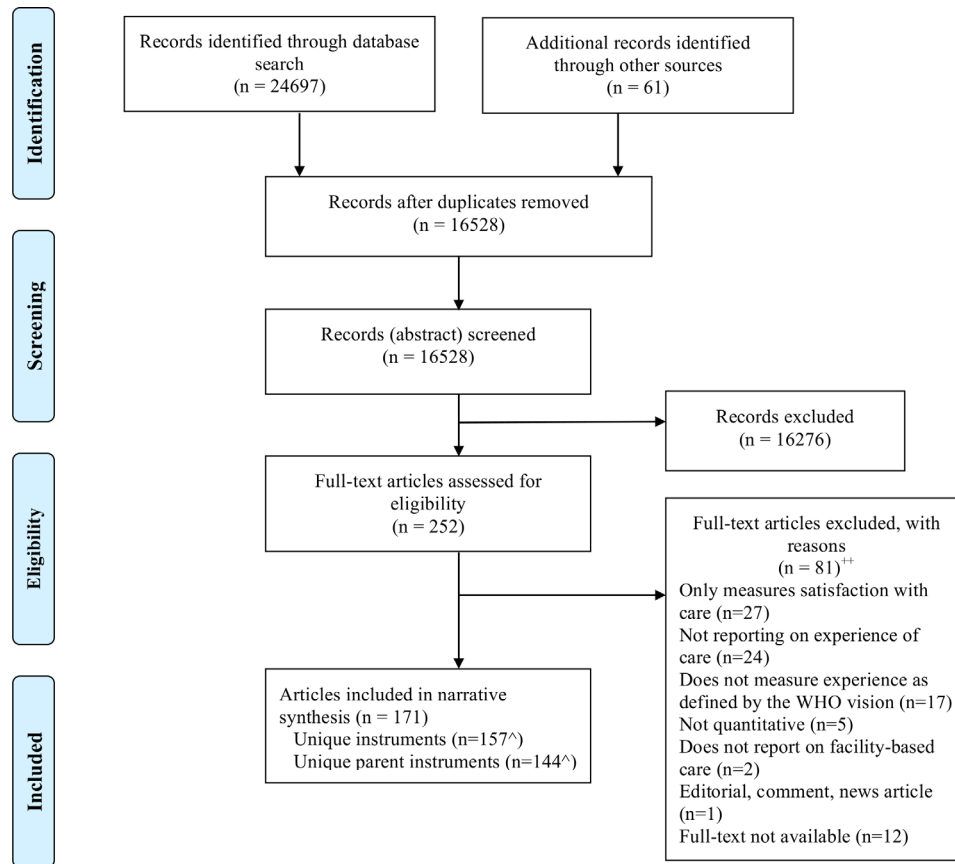 Identification
Records identified through database
search
(n = 24697)
Additional records identified
through other sources
(n = 61)
Records after duplicates removed
(n = 16528)
Screening
Records (abstract) screened
(n = 16528)
Records excluded
(n = 16276)
Eligibility
Full-text articles assessed for
eligibility
(n = 252)
Full-text articles excluded, with
reasons
(n = 81)++
Only measures satisfaction with
care (n=27)
Not reporting on experience of
care (n=24)
Does not measure experience as
defined by the WHO vision (n=17)
Not quantitative (n=5)
Does not report on facility-based
care (n=2)
Editorial, comment, news article
(n=1)
Full-text not available (n=12)
Included
Articles included in narrative
synthesis (n = 171)
Unique instruments (n=157^)
Unique parent instruments (n=144^)